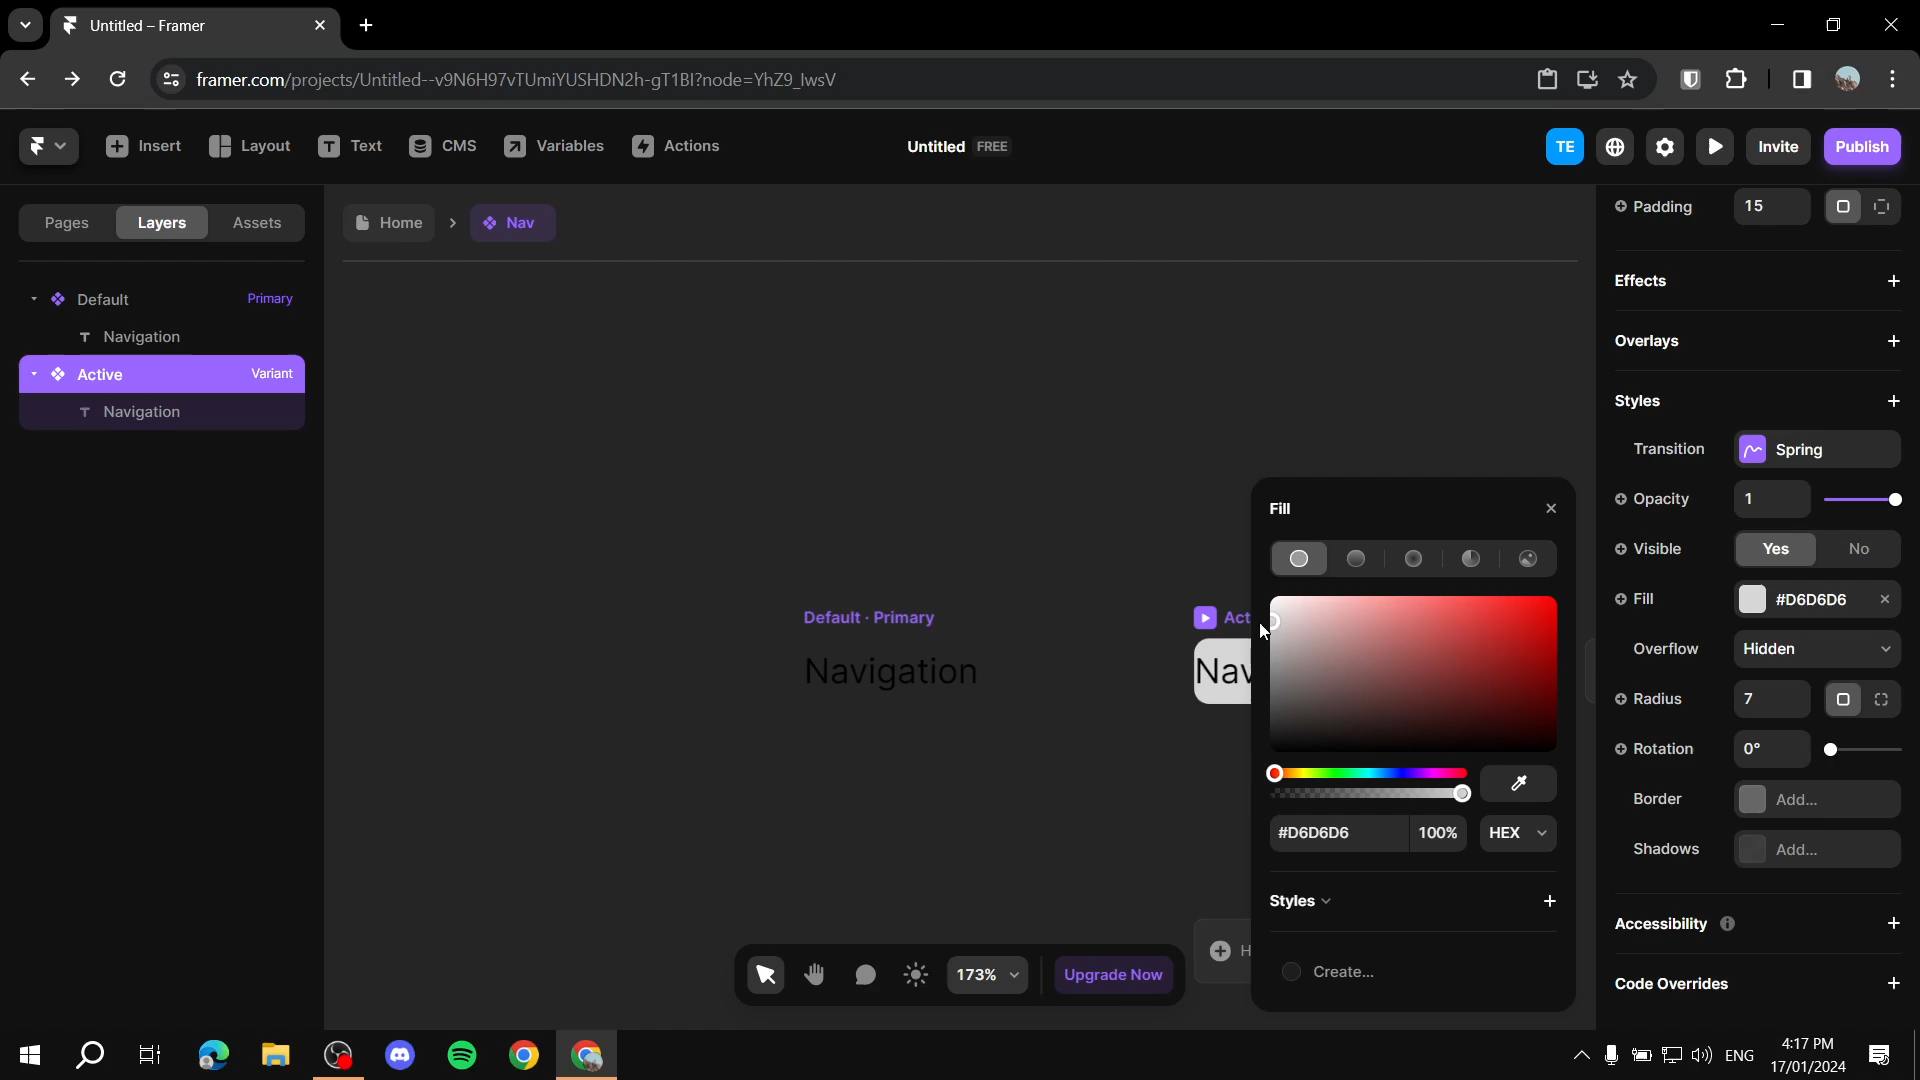 Untitled – Framer
framer.com/projects/Untitled--v9N6H97vTUmiYUSHDN2h-gT1BI?node=YhZ9_IwsV
Insert
Layout
Text
CMS
Variables
Actions
Untitled FREE
TE
Invite
Publish
Pages
Layers
Assets
Home
Nav
Default Primary
Navigation
Active Variant
Navigation
Default · Primary
Navigation
Act
Nav
H
173%
Upgrade Now
Fill
#D6D6D6
100%
HEX
Styles
Create...
Padding 15
Effects
Overlays
Styles
Transition Spring
Opacity 1
Visible Yes No
Fill #D6D6D6
Overflow Hidden
Radius 7
Rotation 0°
Border Add...
Shadows Add...
Accessibility
Code Overrides
ENG
4:17 PM
17/01/2024